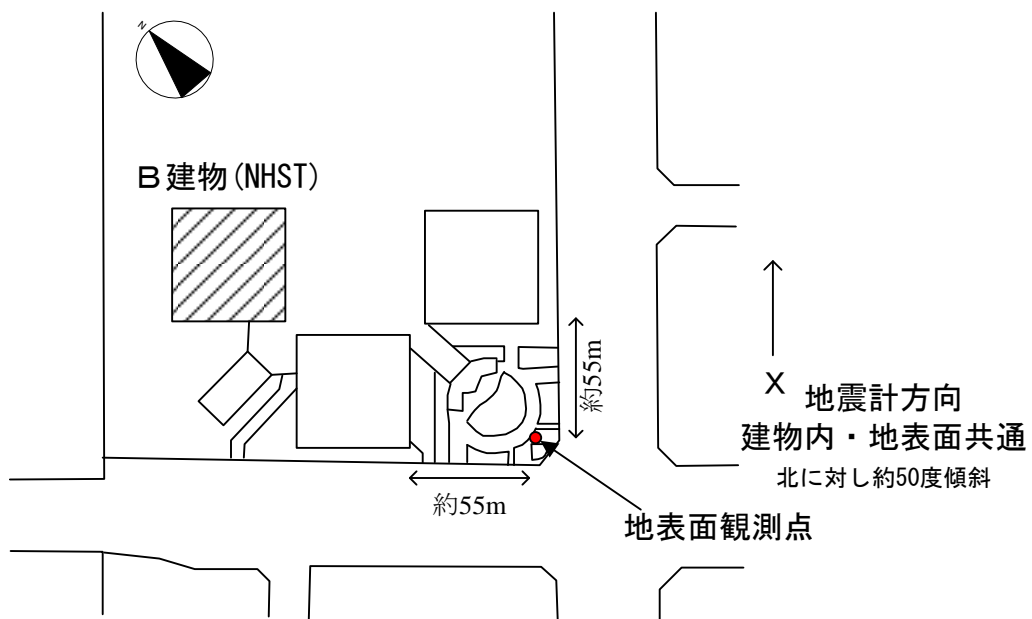 N
B建物(NHST)
約55m
約55m
X 地震計方向
建物内・地表面共通
北に対し約50度傾斜
地表面観測点